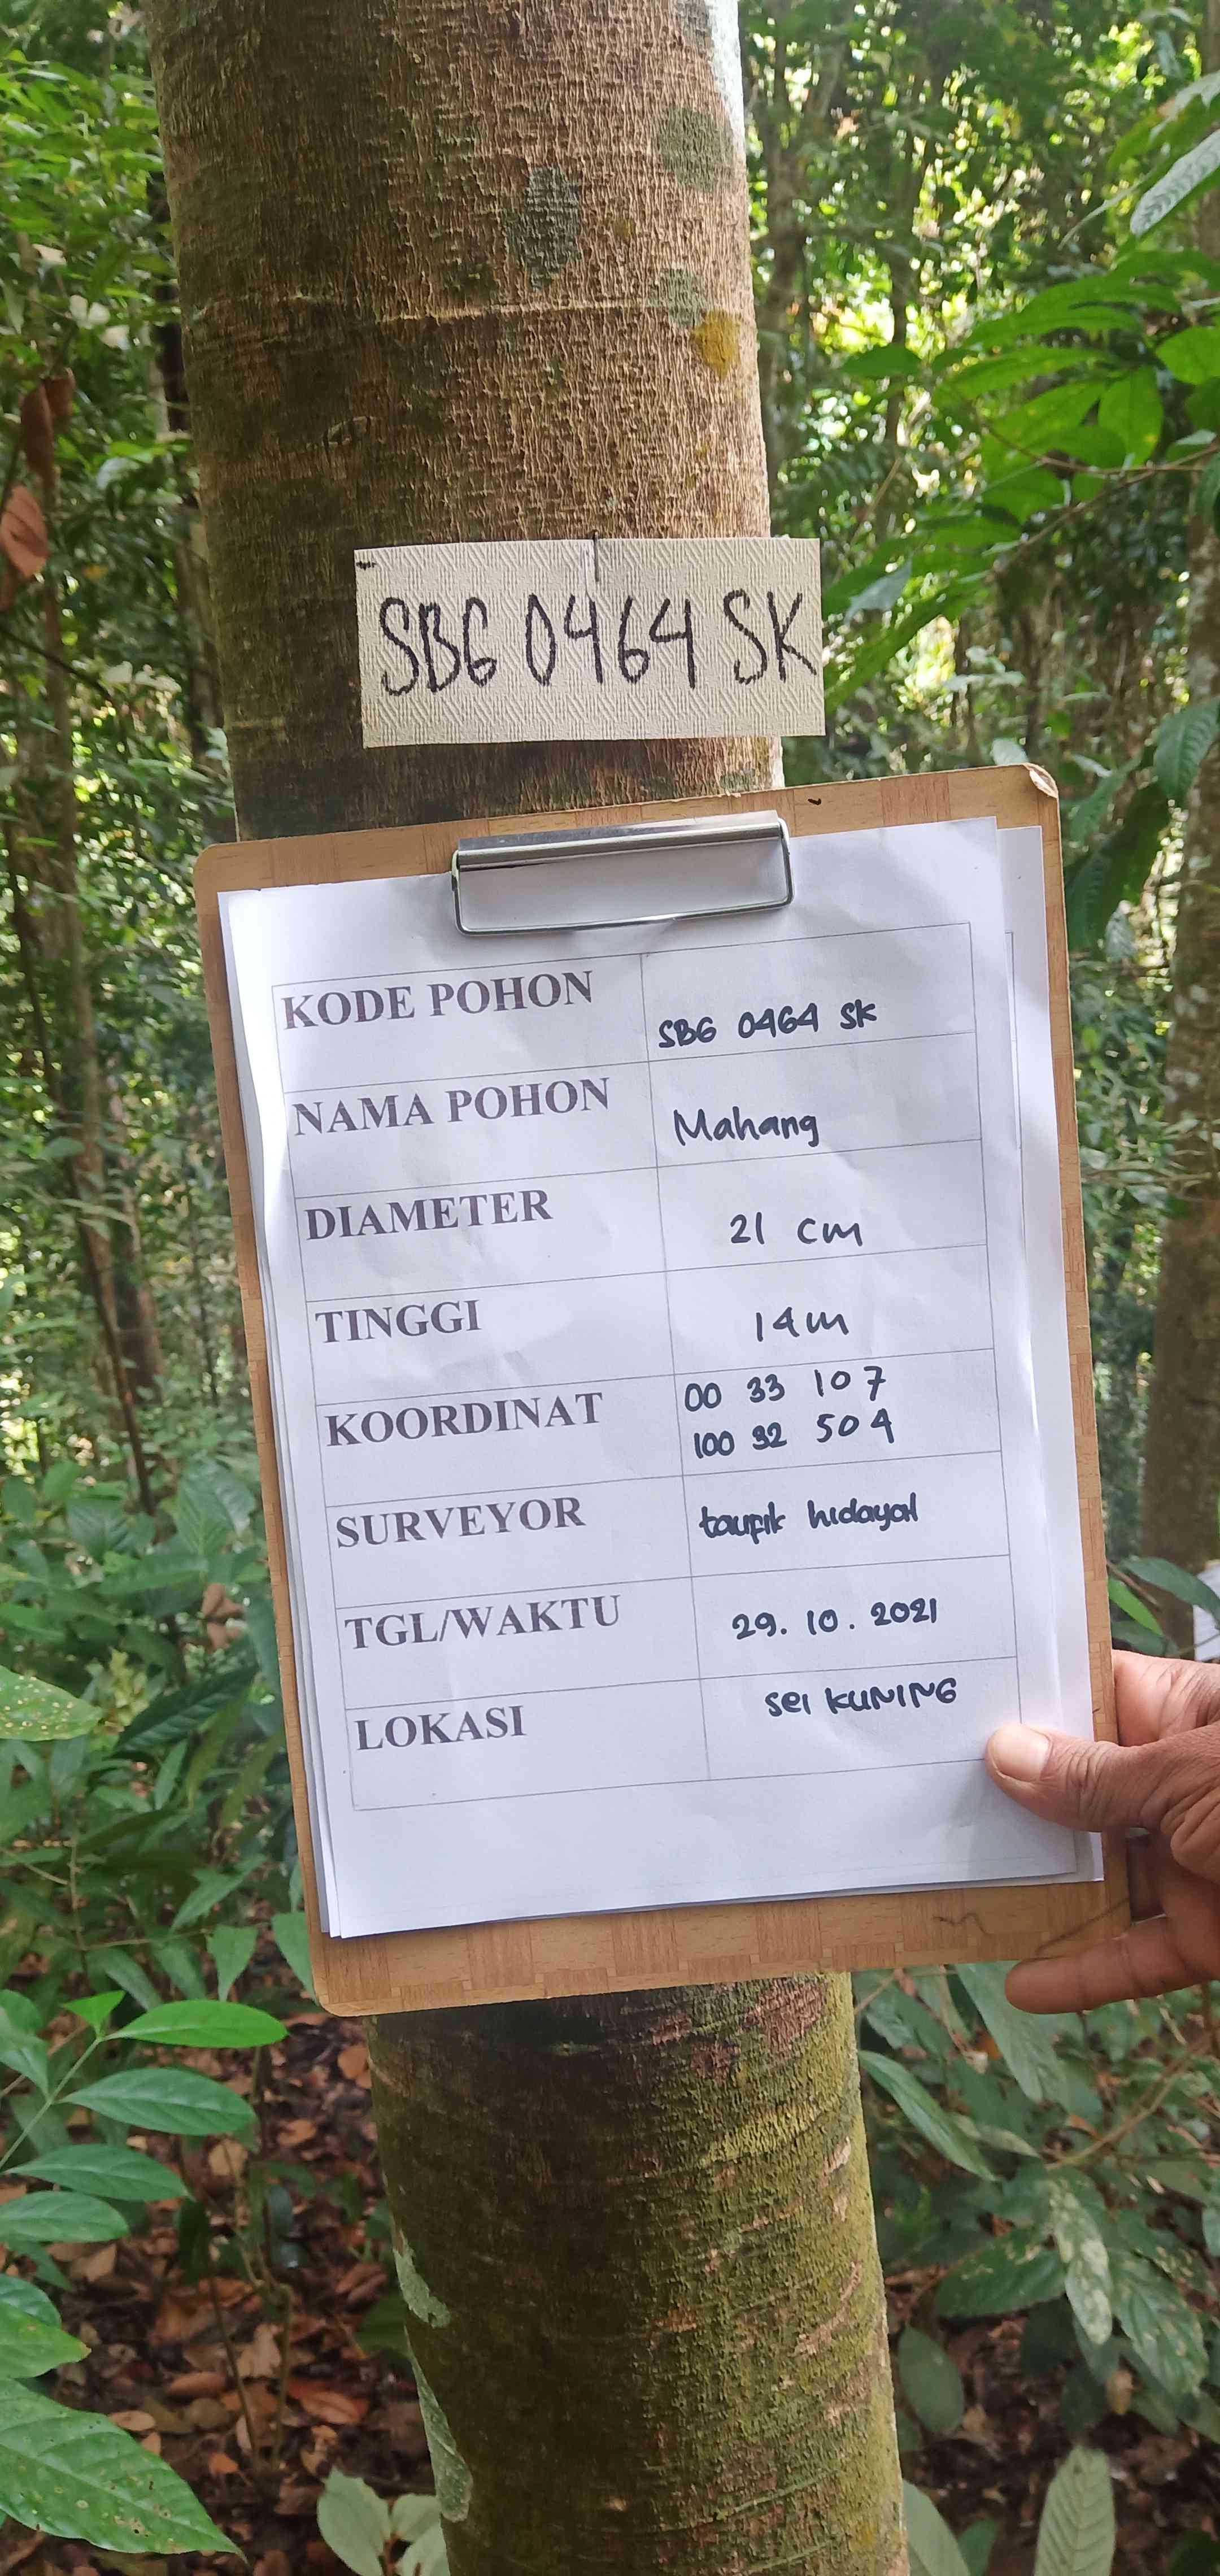 SBG 0464 SK
KODE POHON SBG 0464 SK
NAMA POHON Mahang
DIAMETER 21 cm
TINGGI 14m
KOORDINAT 00 33 107
100 32 504
SURVEYOR taupik hidayat
TGL/WAKTU 29. 10. 2021
LOKASI sei KUNING